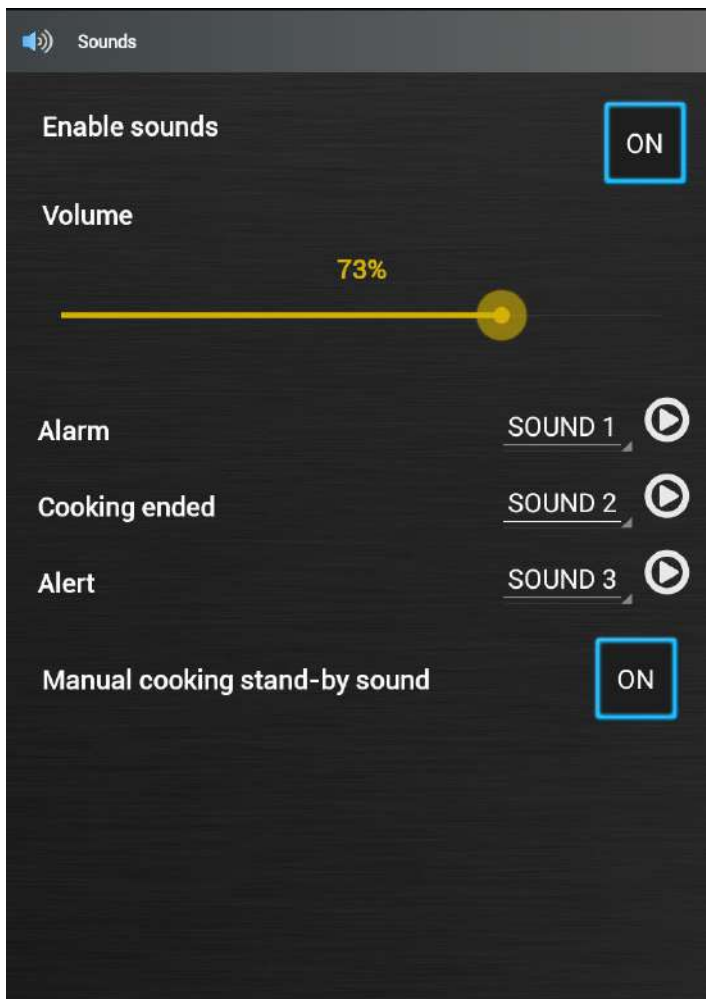 Sounds
Enable sounds
ON
Volume
73%
Alarm
SOUND 1
Cooking ended
SOUND 2
Alert
SOUND 3
Manual cooking stand-by sound
ON